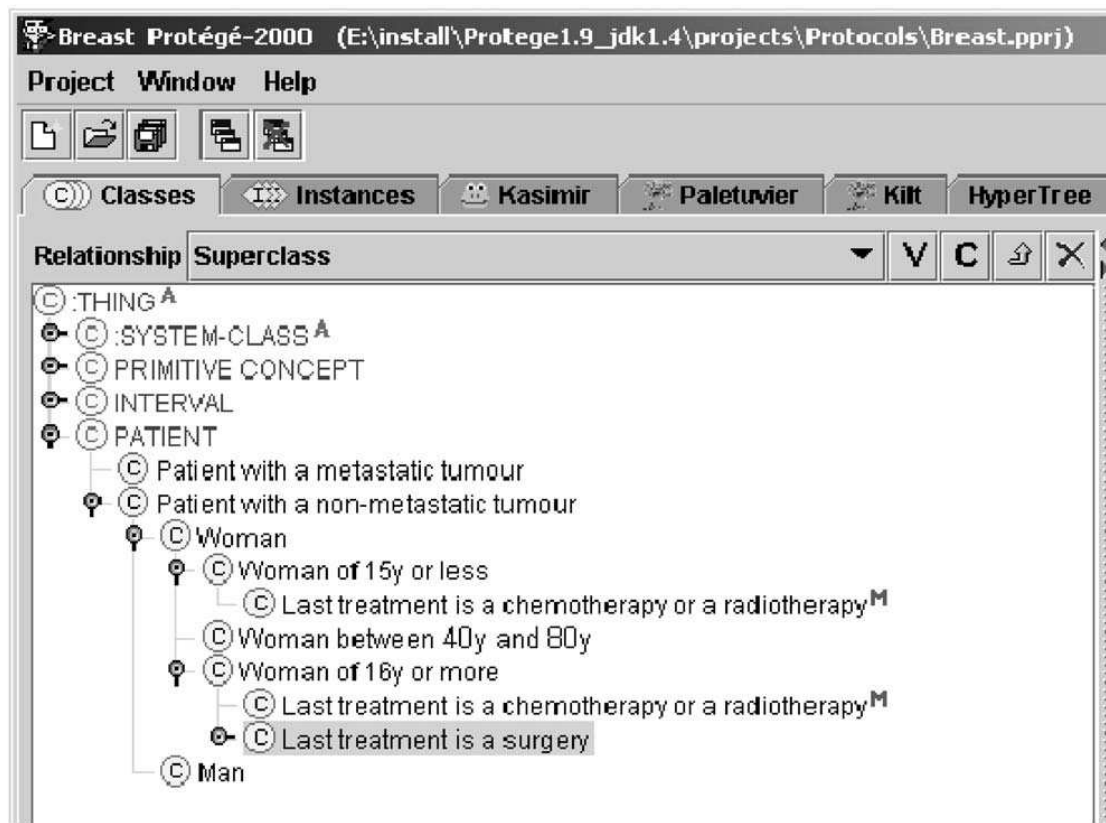 Breast Protégé-2000 (E:\install\Protege1.9_jdk1.4\projects\Protocols\Breast.pprj)
Project Window Help
C Classes I Instances Kasimir Paletuvier Kilt HyperTree
Relationship Superclass V C
C :THING A
C :SYSTEM-CLASS A
C PRIMITIVE CONCEPT
C INTERVAL
C PATIENT
C Patient with a metastatic tumour
C Patient with a non-metastatic tumour
C Woman
C Woman of 15y or less
C Last treatment is a chemotherapy or a radiotherapy M
C Woman between 40y and 80y
C Woman of 16y or more
C Last treatment is a chemotherapy or a radiotherapy M
C Last treatment is a surgery
C Man